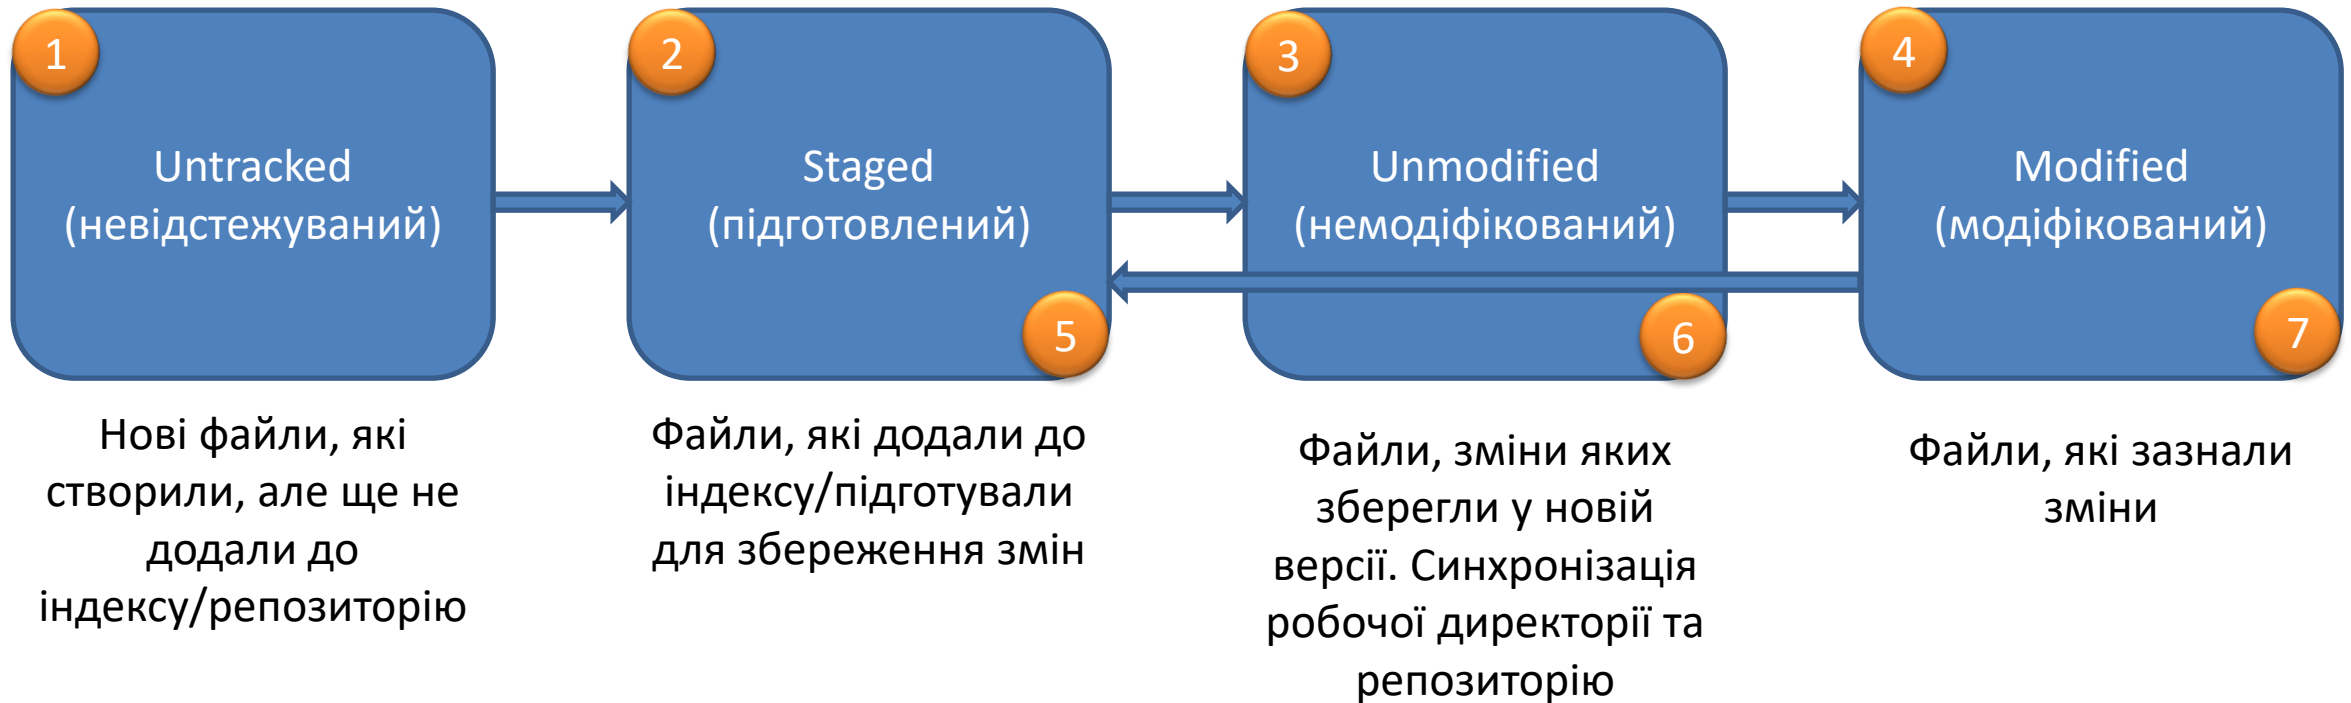 1
Untracked
(невідстежуваний)
Нові файли, які
створили, але ще не
додали до
індексу/репозиторію
2
Staged
(підготовлений)
5
Файли, які додали до
індексу/підготували
для збереження змін
3
Unmodified
(немодіфікований)
6
Файли, зміни яких
зберегли у новій
версії. Синхронізація
робочої директорії та
репозиторію
4
Modified
(модіфікований)
7
Файли, які зазнали
зміни